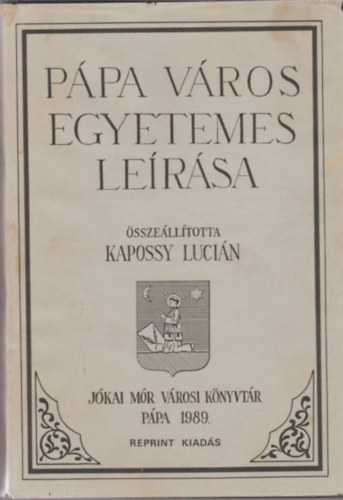 PÁPA VÁROS
EGYETEMES
LEÍRÁSA
ÖSSZEÁLLÍTOTTA
KAPOSSY LUCIÁN
JÓKAI MÓR VÁROSI KÖNYVTÁR
PÁPA 1989.
REPRINT KIADÁS